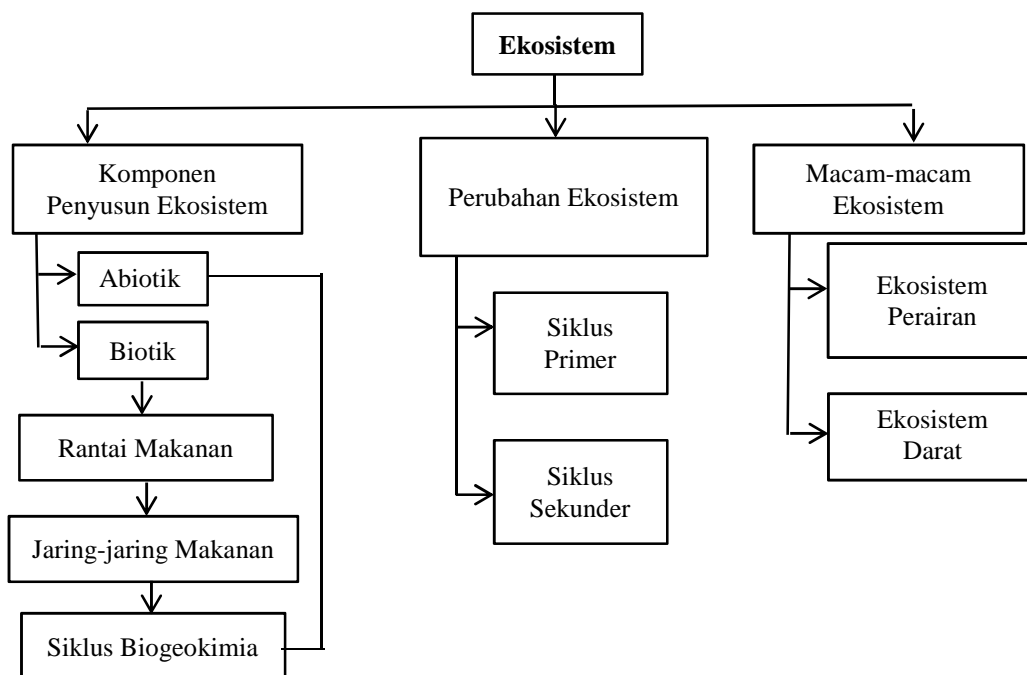 Ekosistem
Komponen
Penyusun Ekosistem
Abiotik
Biotik
Rantai Makanan
Jaring-jaring Makanan
Siklus Biogeokimia
Perubahan Ekosistem
Siklus
Primer
Siklus
Sekunder
Macam-macam
Ekosistem
Ekosistem
Perairan
Ekosistem
Darat